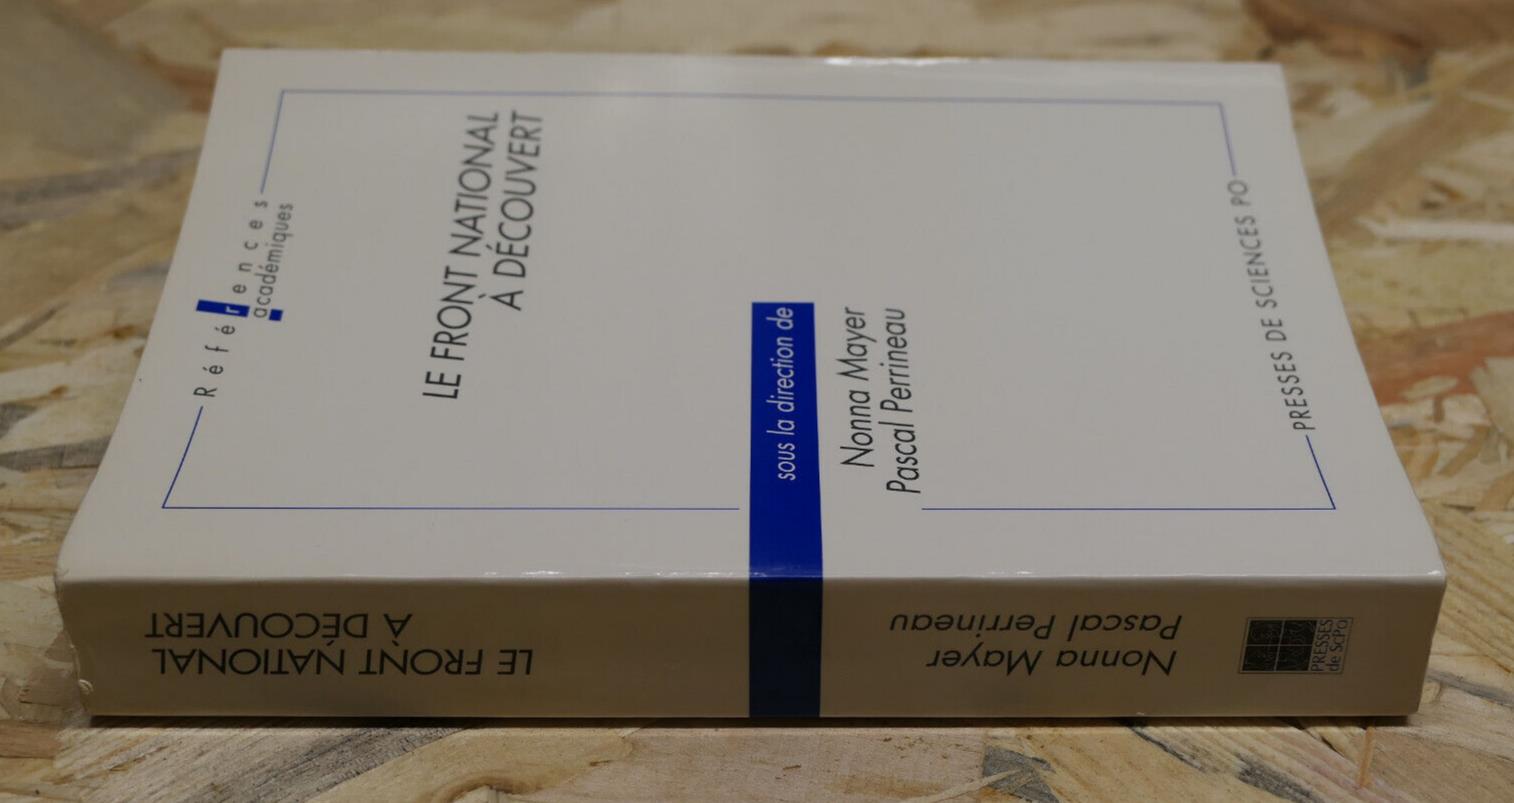 Références
académiques
LE FRONT NATIONAL
À DÉCOUVERT
sous la direction de
Nonna Mayer
Pascal Perrineau
PRESSES DE SCIENCES PO
LE FRONT NATIONAL
À DÉCOUVERT
Nonna Mayer
Pascal Perrineau
PRESSES
de ScPo